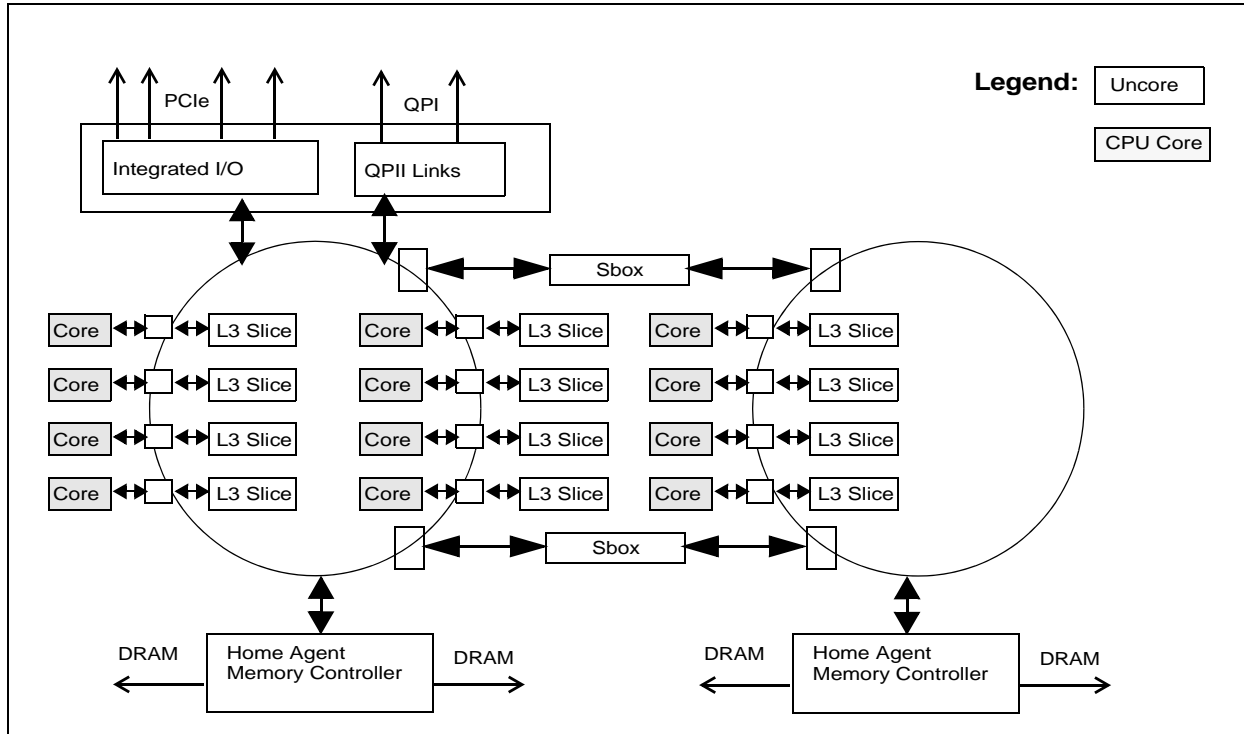 PCIe
QPI
Legend:
Uncore
CPU Core
Integrated I/O
QPII Links
Sbox
Core
L3 Slice
Core
L3 Slice
Core
L3 Slice
Core
L3 Slice
Core
L3 Slice
Core
L3 Slice
Core
L3 Slice
Core
L3 Slice
Core
L3 Slice
Core
L3 Slice
Core
L3 Slice
Core
L3 Slice
Sbox
DRAM
Home Agent
Memory Controller
DRAM
DRAM
Home Agent
Memory Controller
DRAM